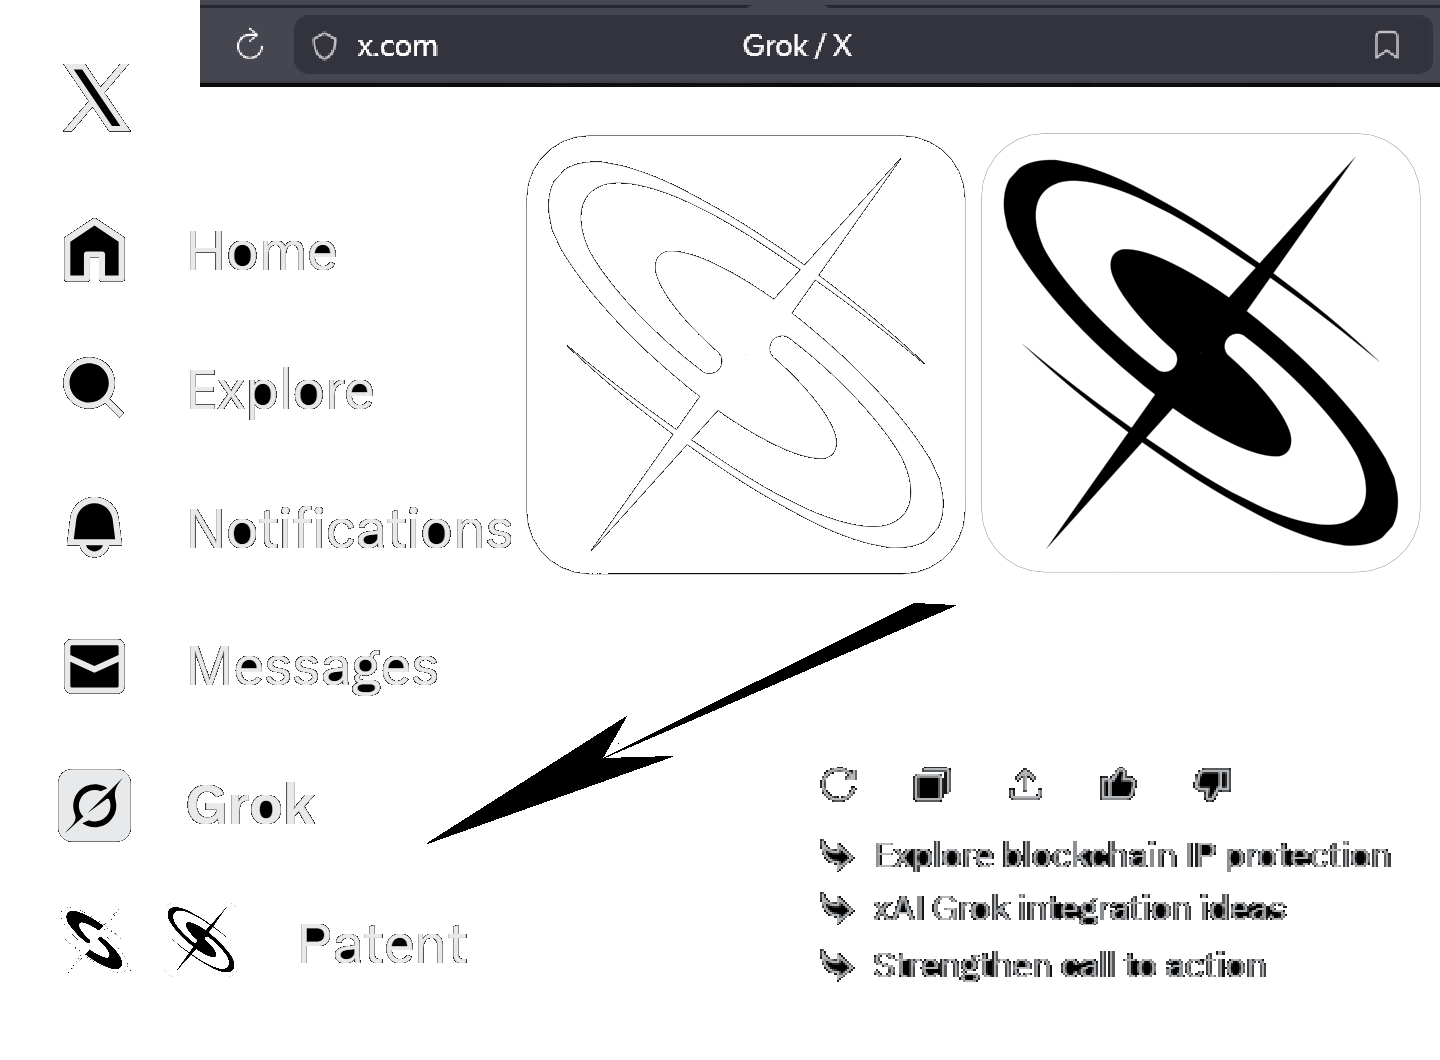 x.com
Grok / X
Home
Explore
Notifications
Messages
Grok
Patent
Explore blockchain IP protection
xAI Grok integration ideas
Strengthen call to action